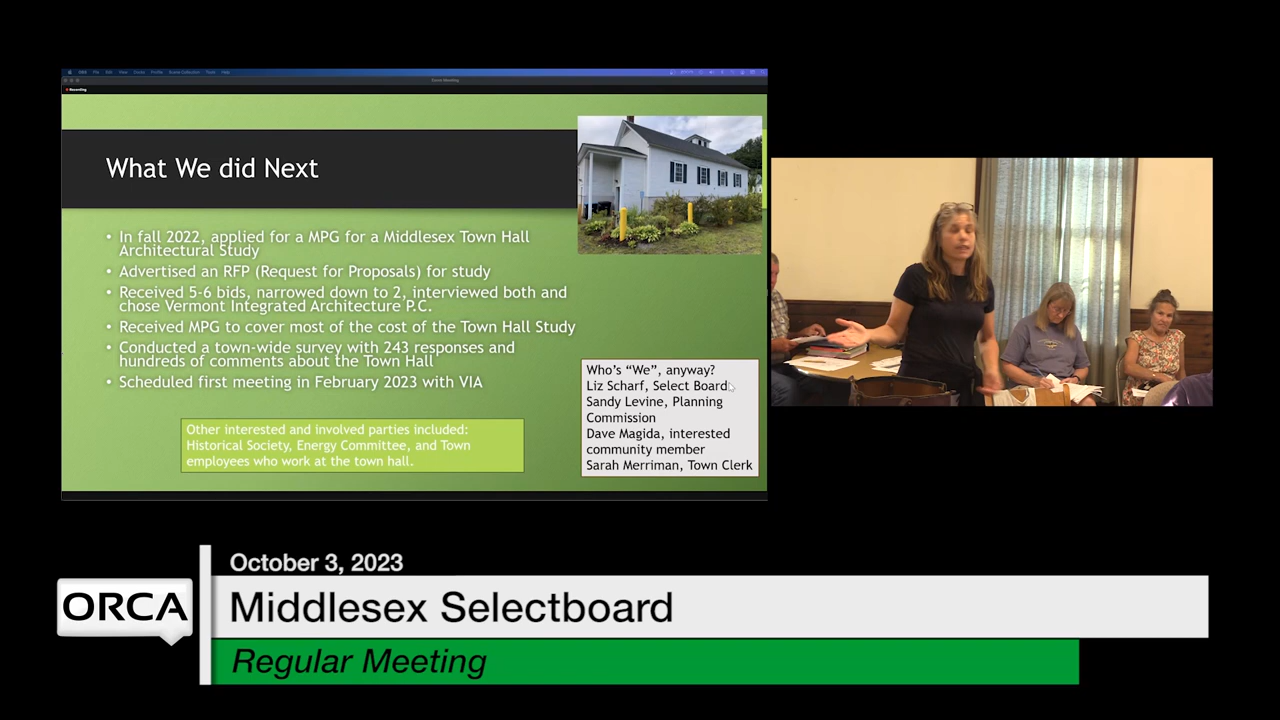 Recording
What We did Next
• In fall 2022, applied for a MPG for a Middlesex Town Hall
Architectural Study
• Advertised an RFP (Request for Proposals) for study
• Received 5-6 bids, narrowed down to 2, interviewed both and
chose Vermont Integrated Architecture P.C.
• Received MPG to cover most of the cost of the Town Hall Study
• Conducted a town-wide survey with 243 responses and
hundreds of comments about the Town Hall
• Scheduled first meeting in February 2023 with VIA
Other interested and involved parties included:
Historical Society, Energy Committee, and Town
employees who work at the town hall.
Who's “We”, anyway?
Liz Scharf, Select Board
Sandy Levine, Planning
Commission
Dave Magida, interested
community member
Sarah Merriman, Town Clerk
October 3, 2023
ORCA
Middlesex Selectboard
Regular Meeting